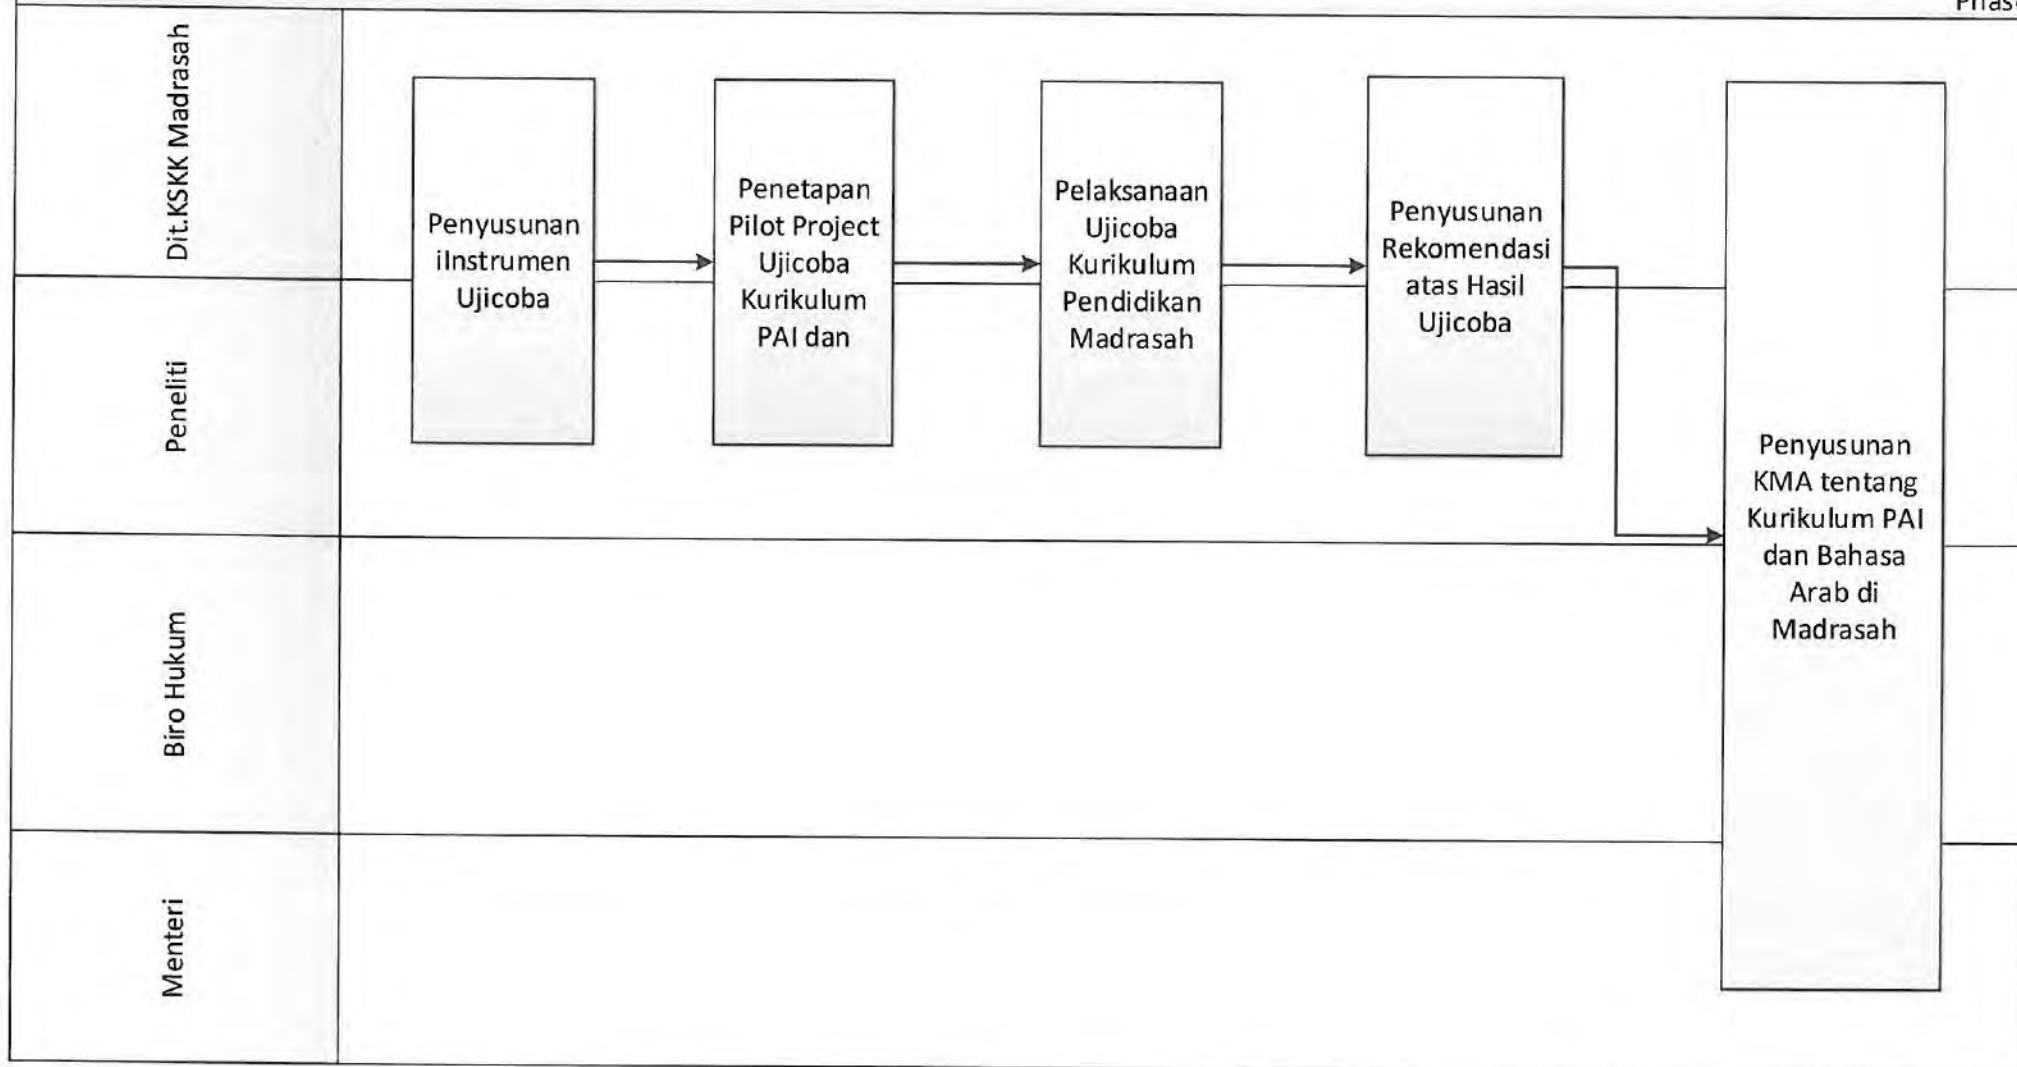 Dit.KSKK Madrasah
Penyusunan
iInstrumen
Ujicoba
Penetapan
Pilot Project
Ujicoba
Kurikulum
PAI dan
Pelaksanaan
Ujicoba
Kurikulum
Pendidikan
Madrasah
Penyusunan
Rekomendasi
atas Hasil
Ujicoba
Penyusunan
KMA tentang
Kurikulum PAI
dan Bahasa
Arab di
Madrasah
Peneliti
Biro Hukum
Menteri